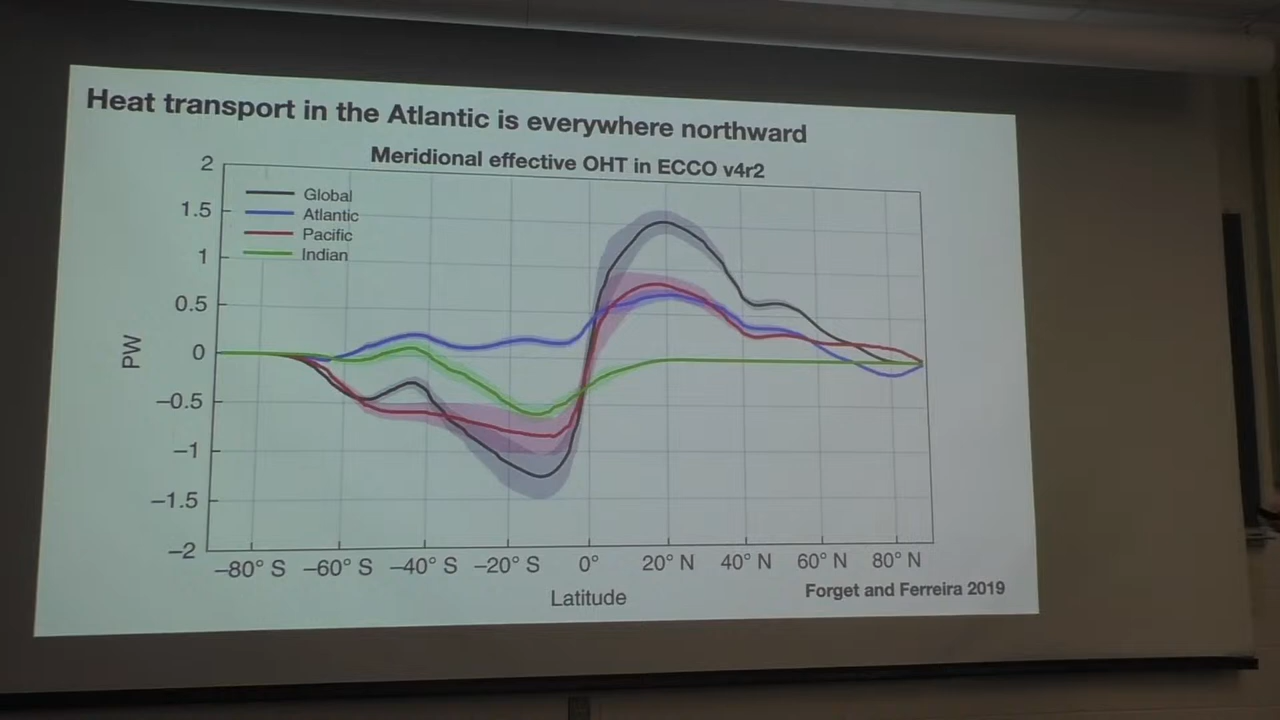 Heat transport in the Atlantic is everywhere northward
Meridional effective OHT in ECCO v4r2
2
1.5
1
0.5
0
−0.5
−1
−1.5
−2
PW
Global
Atlantic
Pacific
Indian
−80° S −60° S −40° S −20° S 0° 20° N 40° N 60° N 80° N
Latitude
Forget and Ferreira 2019